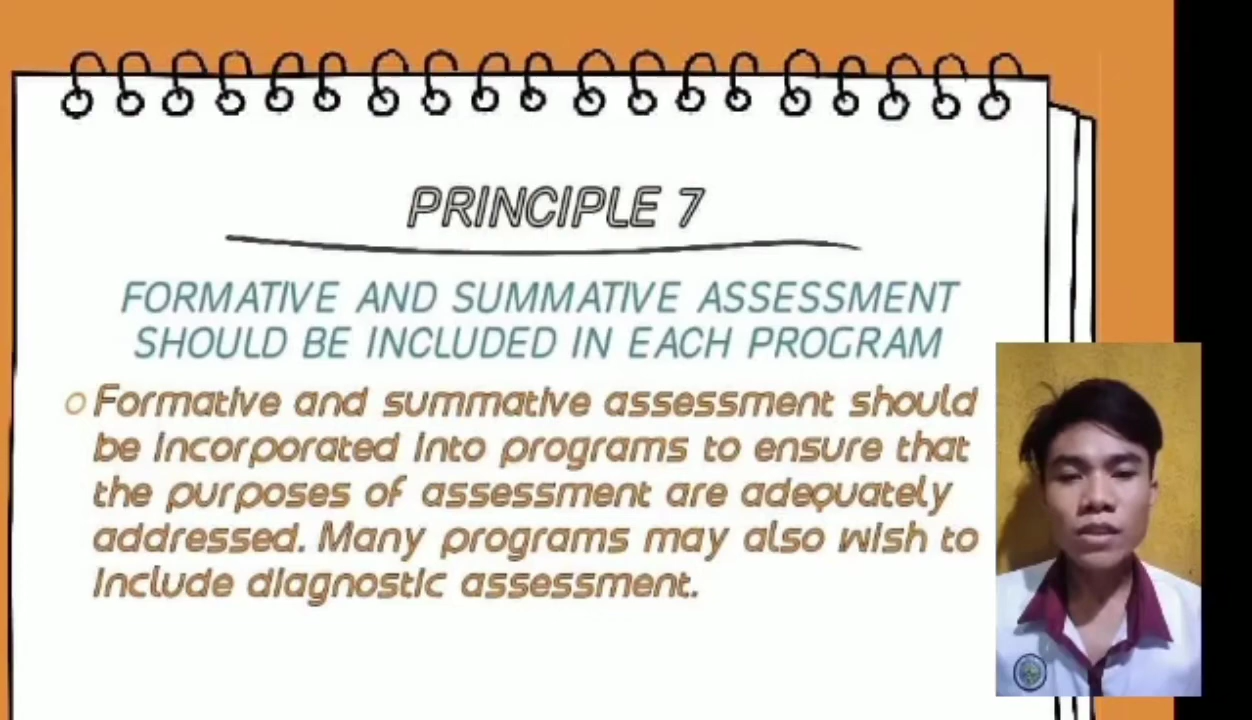 PRINCIPLE 7
FORMATIVE AND SUMMATIVE ASSESSMENT
SHOULD BE INCLUDED IN EACH PROGRAM
Formative and summative assessment should
be incorporated into programs to ensure that
the purposes of assessment are adequately
addressed. Many programs may also wish to
include diagnostic assessment.